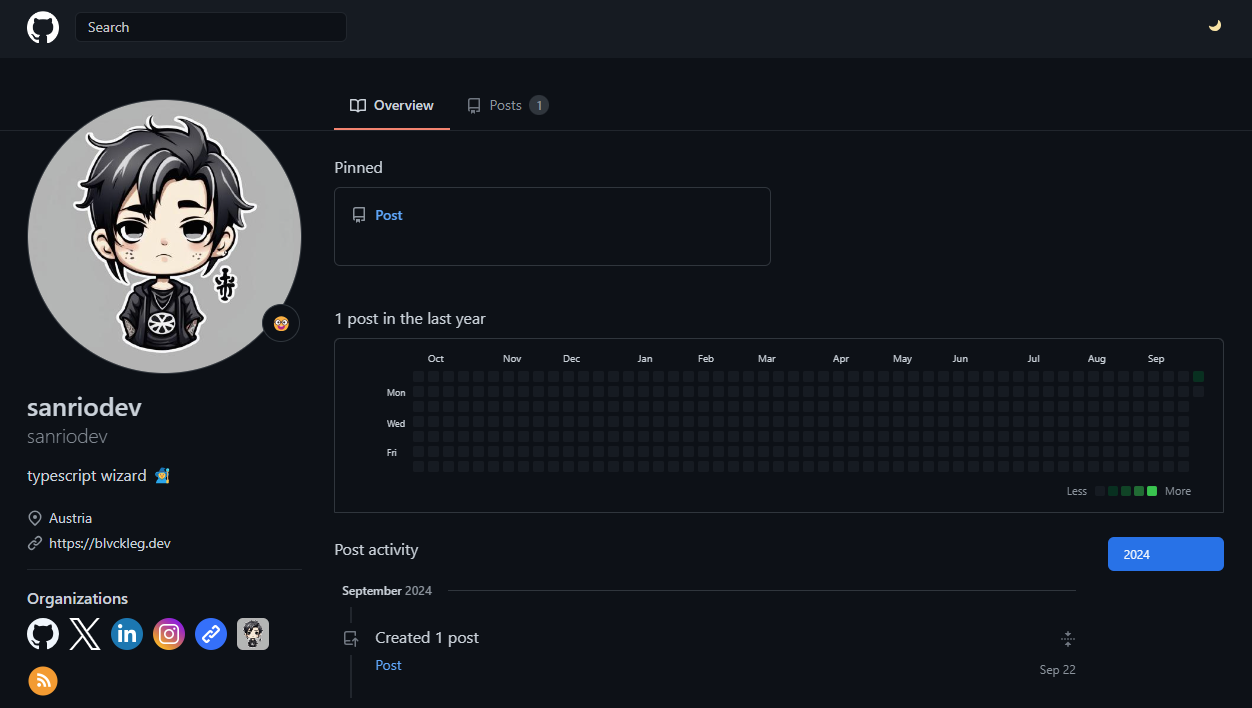 Search
Overview
Posts 1
Pinned
Post
1 post in the last year
Oct Nov Dec Jan Feb Mar Apr May Jun Jul Aug Sep
Mon
Wed
Fri
Less More
sanriodev
sanriodev
typescript wizard
Austria
https://blvckleg.dev
Organizations
in
Post activity
2024
September 2024
Created 1 post
Post
Sep 22